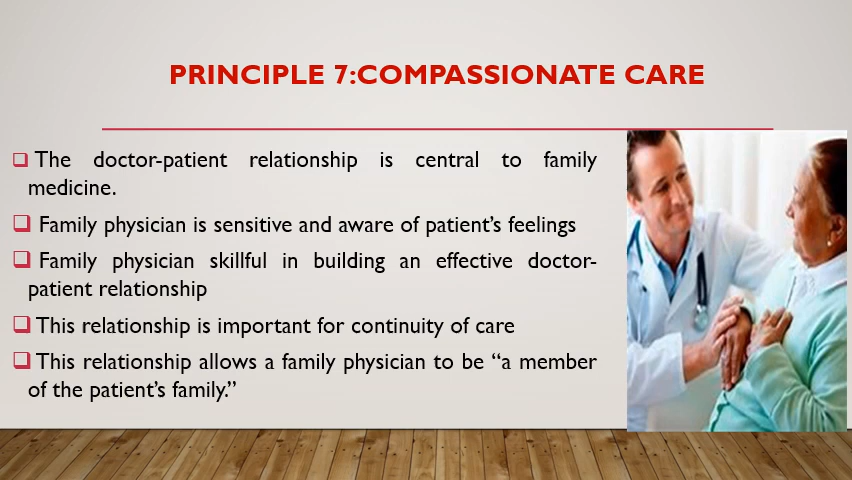 PRINCIPLE 7:COMPASSIONATE CARE
❑ The doctor-patient relationship is central to family
medicine.
❑ Family physician is sensitive and aware of patient’s feelings
❑ Family physician skillful in building an effective doctor-
patient relationship
❑ This relationship is important for continuity of care
❑ This relationship allows a family physician to be “a member
of the patient’s family.”